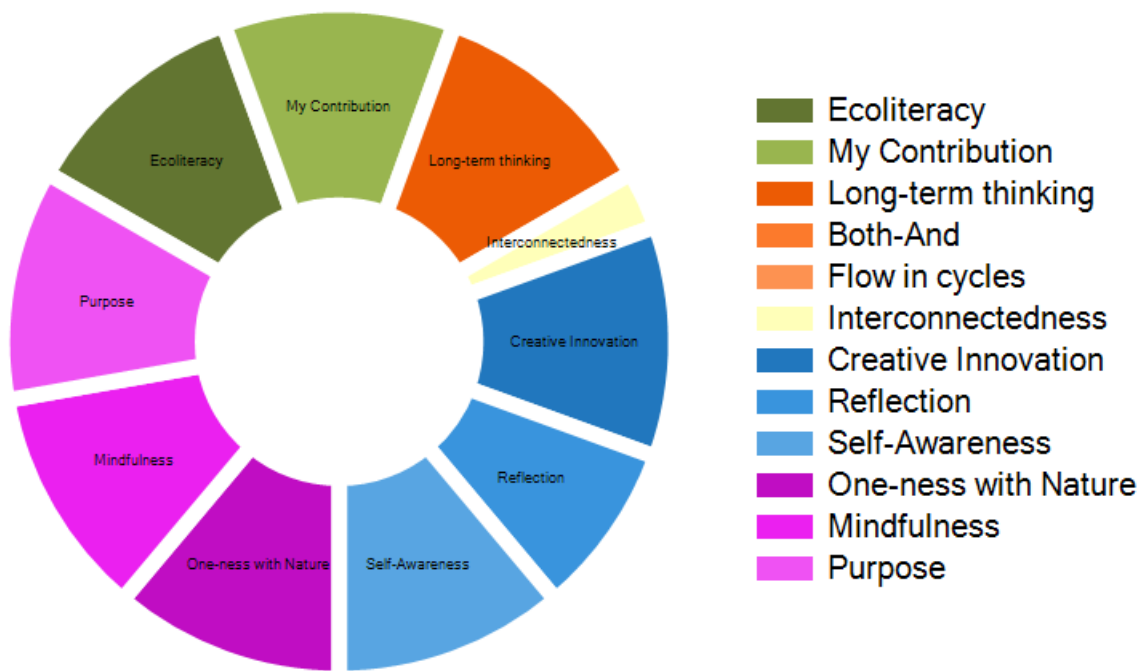 My Contribution
Ecoliteracy
Long-term thinking
Interconnectedness
Purpose
Creative Innovation
Mindfulness
Reflection
One-ness with Nature
Self-Awareness
Ecoliteracy
My Contribution
Long-term thinking
Both-And
Flow in cycles
Interconnectedness
Creative Innovation
Reflection
Self-Awareness
One-ness with Nature
Mindfulness
Purpose